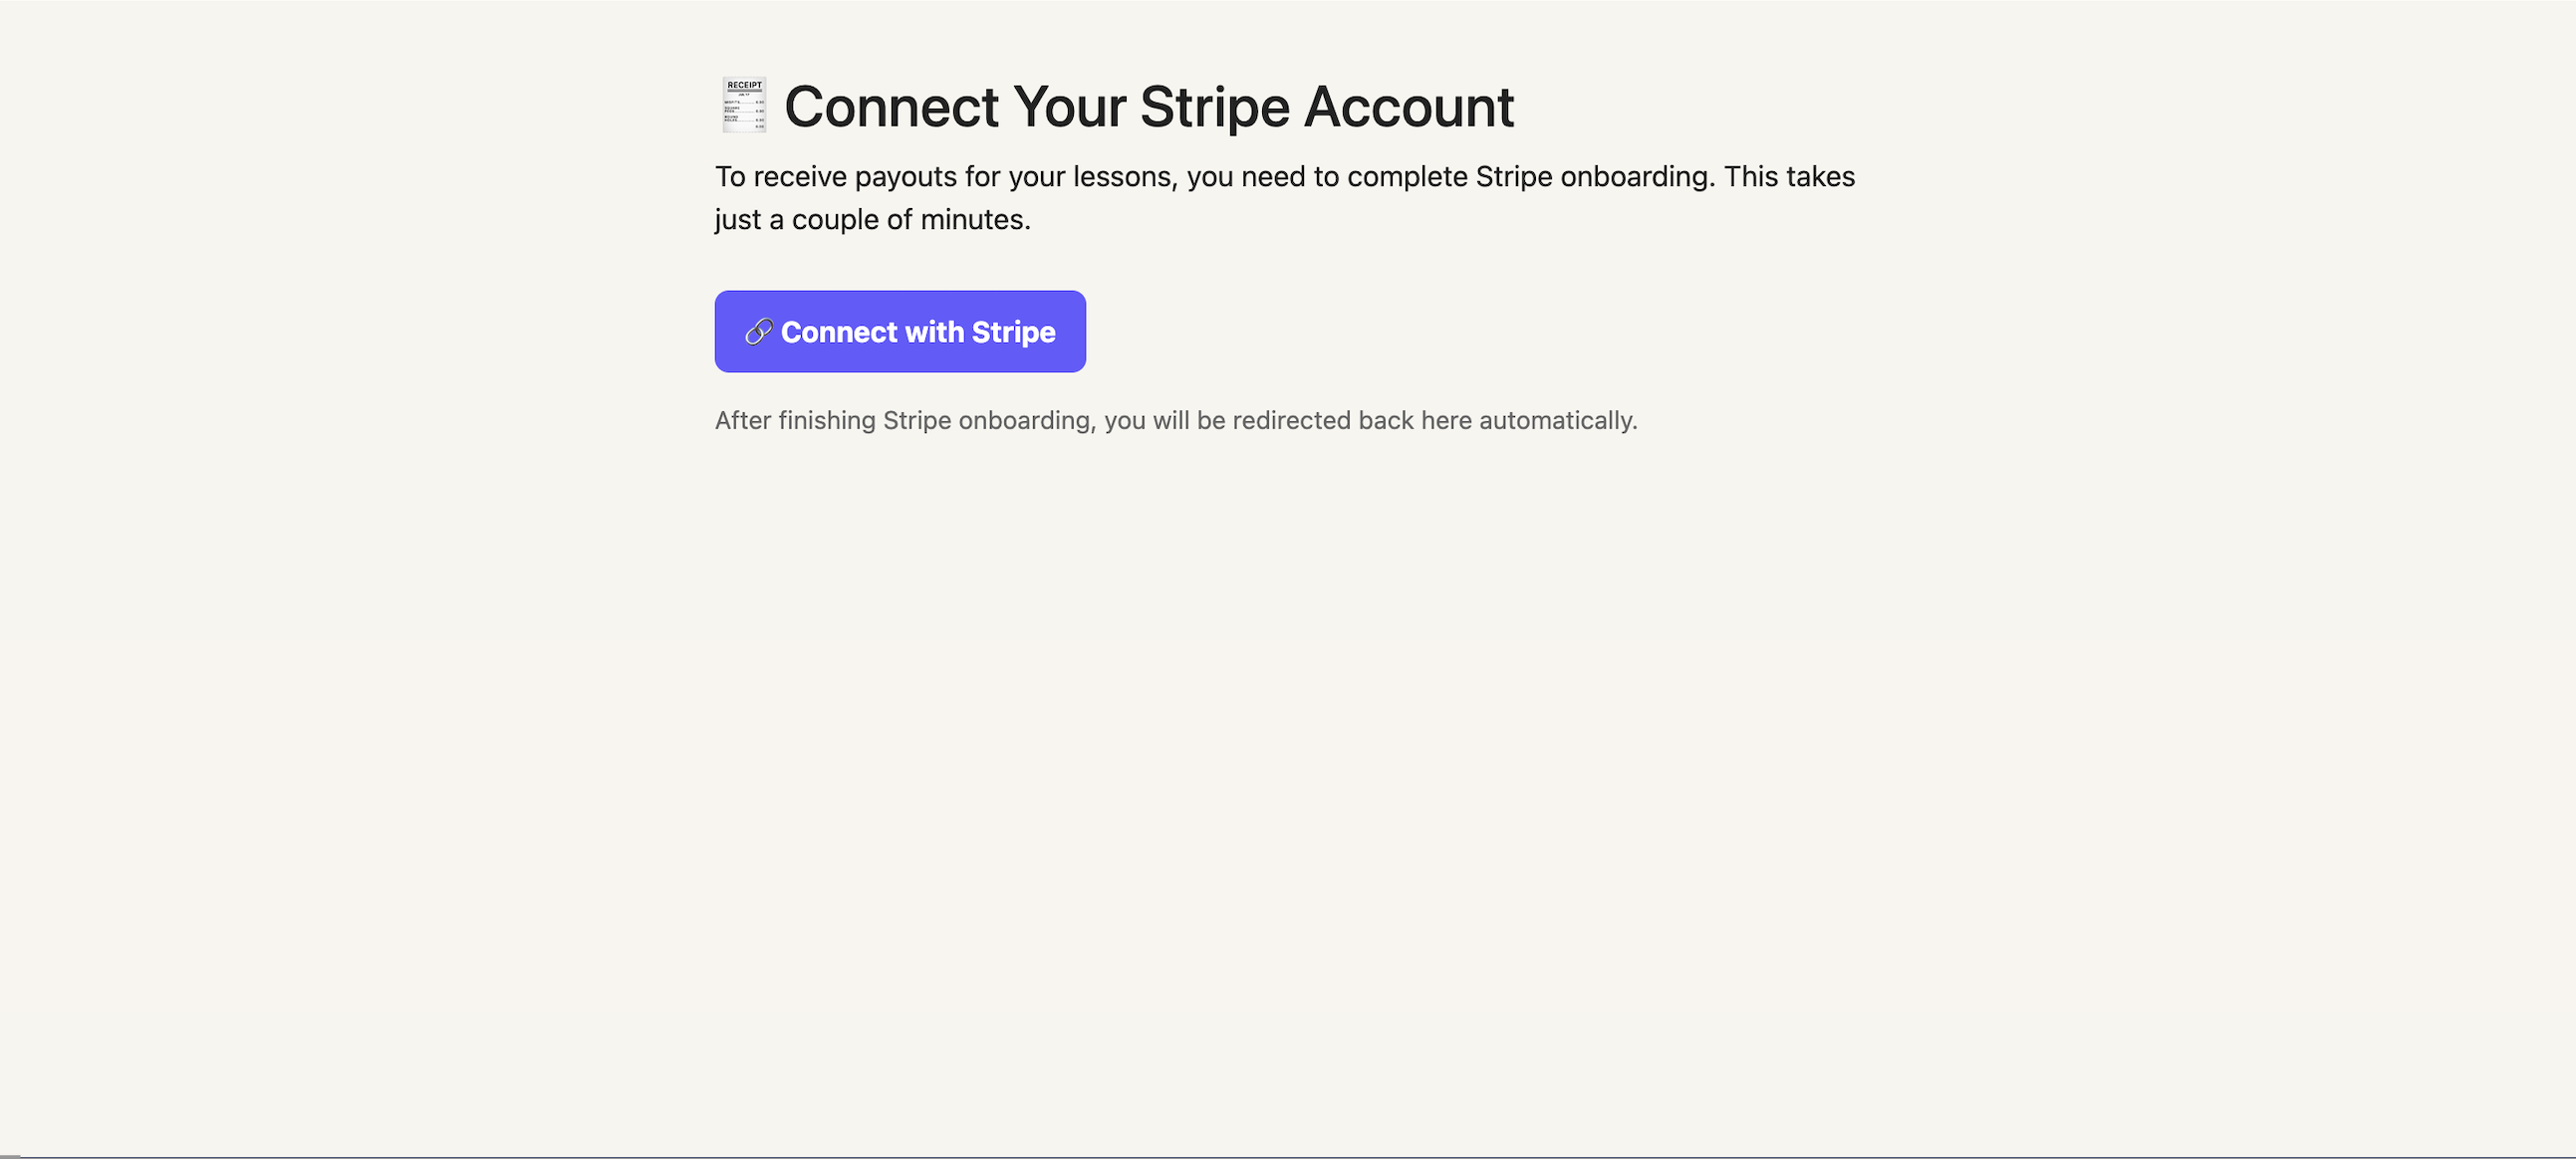 RECEIPT
Connect Your Stripe Account
To receive payouts for your lessons, you need to complete Stripe onboarding. This takes
just a couple of minutes.
Connect with Stripe
After finishing Stripe onboarding, you will be redirected back here automatically.